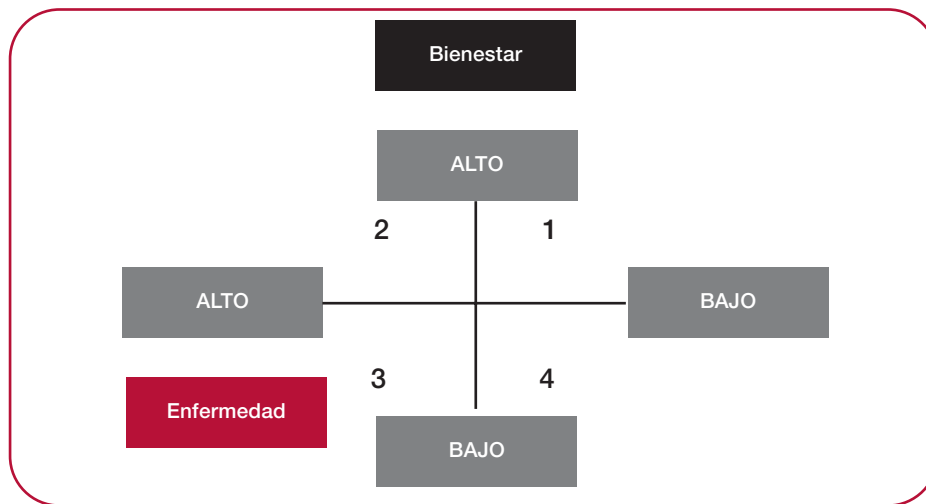 Bienestar
ALTO
2 1
ALTO BAJO
3 4
Enfermedad
BAJO